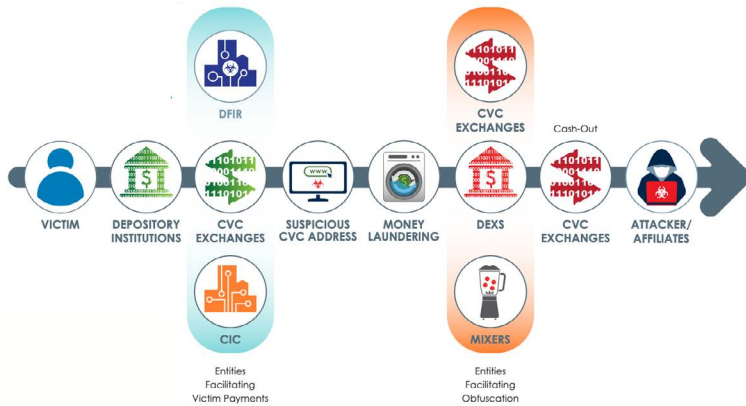 DFIR
CVC
EXCHANGES
Cash-Out
WWW
VICTIM
DEPOSITORY
INSTITUTIONS
CVC
EXCHANGES
SUSPICIOUS
CVC ADDRESS
MONEY
LAUNDERING
DEXS
CVC
EXCHANGES
ATTACKER/
AFFILIATES
CIC
MIXERS
Entities
Facilitating
Victim Payments
Entities
Facilitating
Obfuscation